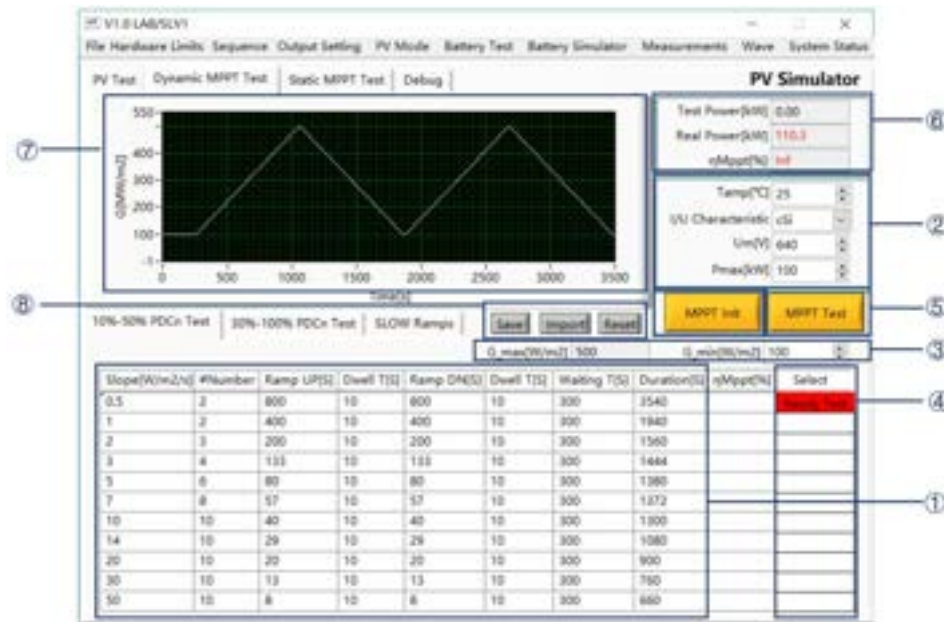 V1.0 LAB/SLV1
File Hardware Limits Sequence Output Setting PV Mode Battery Test Battery Simulator Measurements Wave System Status
PV Test Dynamic MPPT Test Static MPPT Test Debug PV Simulator
550
400
300
200
100
-1
G[MW/m2]
0 500 1000 1500 2000 2500 3000 3500
Time[s]
Test Power[kW] 0.00
Real Power[kW] 110.3
ηMppt[%] Inf
Temp[°C] 25
I/U Characteristic cSi
Um[V] 640
Pmax[kW] 100
MPPT Init MPPT Test
10%-50% PDCn Test 30%-100% PDCn Test SLOW Ramps Save Import Reset
G_max[W/m2] 500 G_min[W/m2] 100
Slope[W/m2/s] #Number Ramp UP[S] Dwell T[S] Ramp DN[S] Dwell T[S] Waiting T[S] Duration[S] ηMppt[%] Select
0.5 2 800 10 800 10 300 3540
1 2 400 10 400 10 300 1940
2 3 200 10 200 10 300 1560
3 4 133 10 133 10 300 1444
5 6 80 10 80 10 300 1380
7 8 57 10 57 10 300 1372
10 10 40 10 40 10 300 1300
14 10 29 10 29 10 300 1080
20 10 20 10 20 10 300 900
30 10 13 10 13 10 300 760
50 10 8 10 8 10 300 660
⑦
⑧
⑥
②
⑤
③
④
①